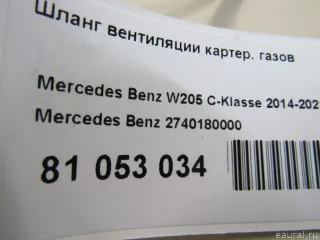 Шланг вентиляции картер. газов
Mercedes Benz W205 C-Klasse 2014-202
Mercedes Benz 2740180000
81 053 034
eaural.ru